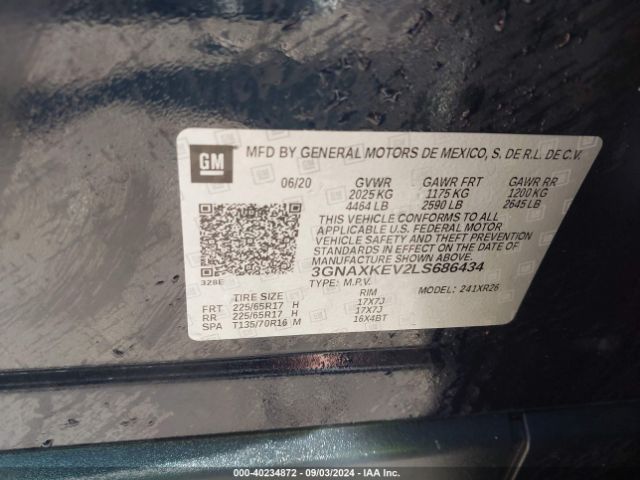 GM
MFD BY GENERAL MOTORS DE MEXICO, S. DE R.L. DE C.V.
06/20 GVWR GAWR FRT GAWR RR
2025 KG 1175 KG 1200 KG
4464 LB 2590 LB 2645 LB
THIS VEHICLE CONFORMS TO ALL
APPLICABLE U.S. FEDERAL MOTOR
VEHICLE SAFETY AND THEFT PREVENTION
STANDARDS IN EFFECT ON THE DATE OF
MANUFACTURE SHOWN ABOVE.
3GNAXKEV2LS686434
328E
TYPE: M.P.V. MODEL: 241XR26
TIRE SIZE RIM
FRT 225/65R17 H 17X7J
RR 225/65R17 H 17X7J
SPA T135/70R16 M 16X4BT
000-40234872 - 09/03/2024 - IAA Inc.